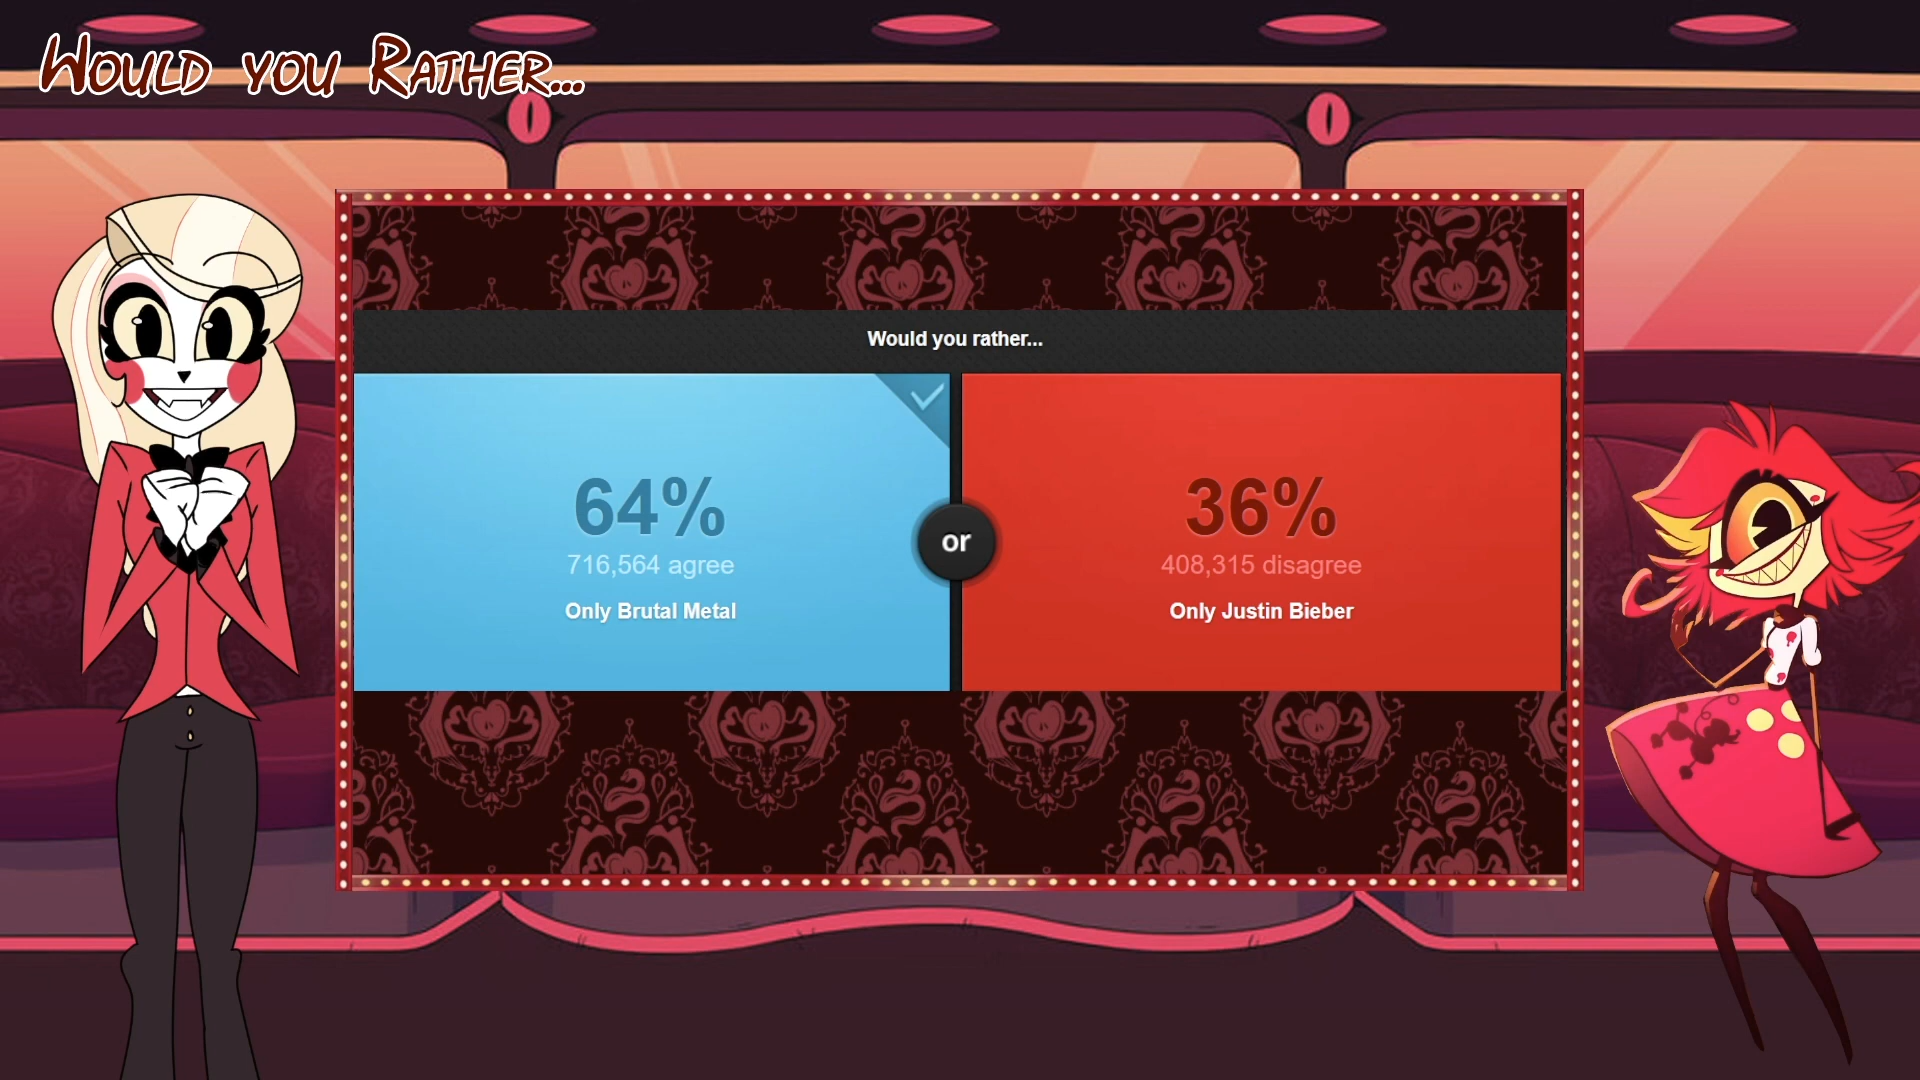 Would you Rather...
Would you rather...
64%
716,564 agree
Only Brutal Metal
or
36%
408,315 disagree
Only Justin Bieber